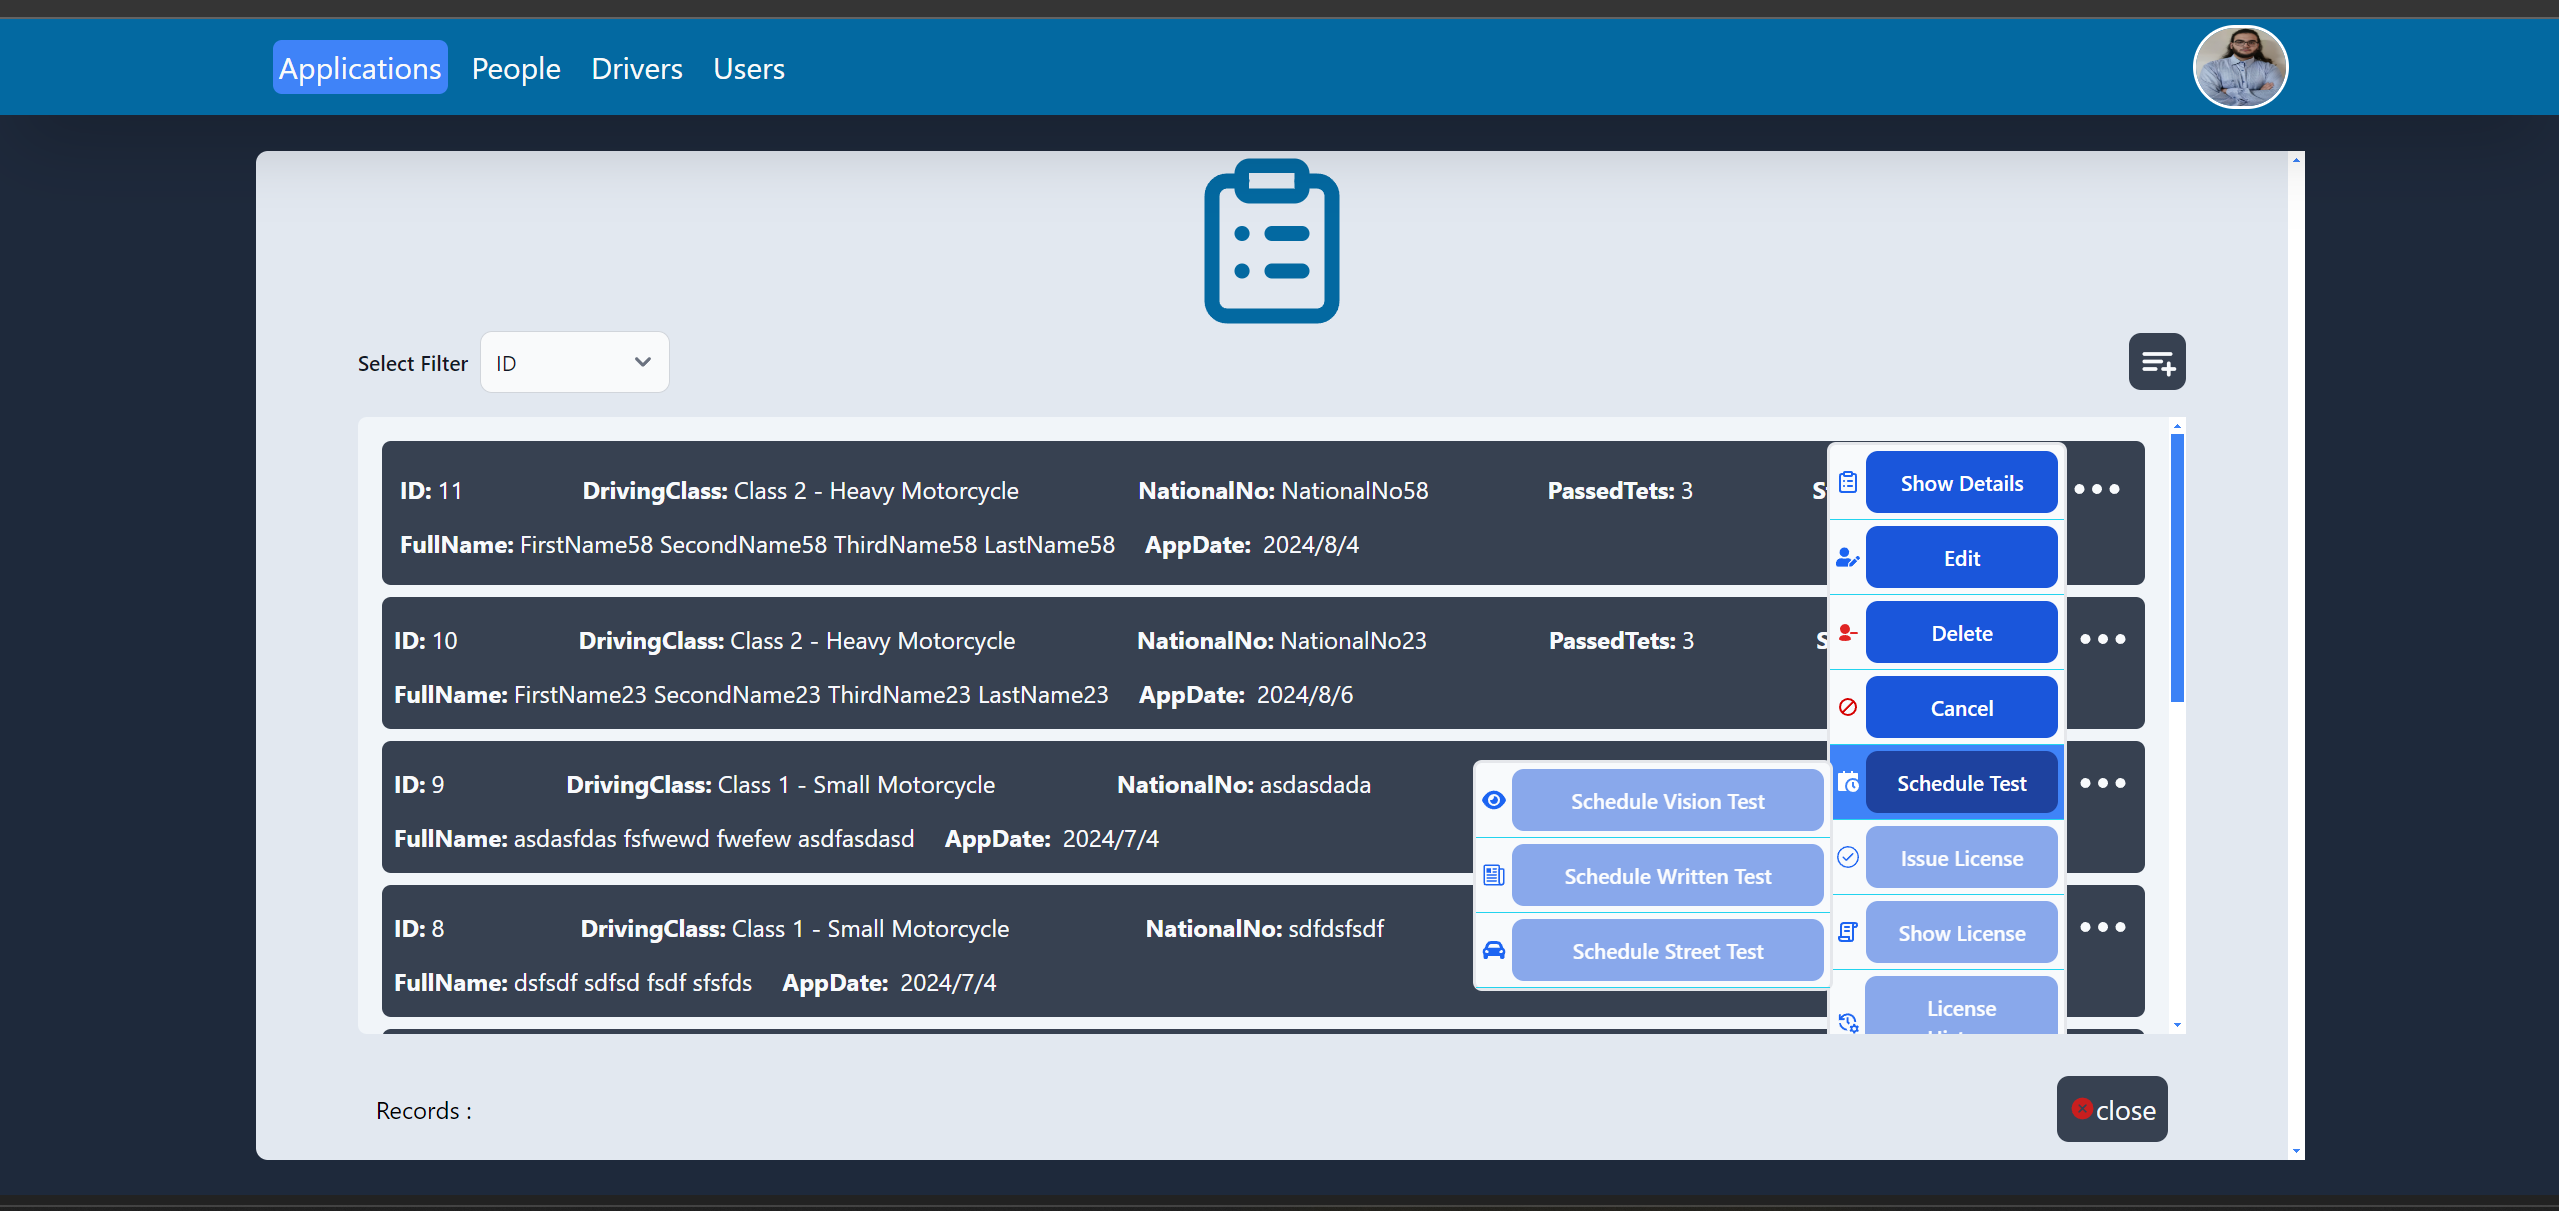 Applications People Drivers Users
Select Filter ID
ID: 11 DrivingClass: Class 2 - Heavy Motorcycle NationalNo: NationalNo58 PassedTets: 3
FullName: FirstName58 SecondName58 ThirdName58 LastName58 AppDate: 2024/8/4
ID: 10 DrivingClass: Class 2 - Heavy Motorcycle NationalNo: NationalNo23 PassedTets: 3
FullName: FirstName23 SecondName23 ThirdName23 LastName23 AppDate: 2024/8/6
ID: 9 DrivingClass: Class 1 - Small Motorcycle NationalNo: asdasdada
FullName: asdasfdas fsfwewd fwefew asdfasdasd AppDate: 2024/7/4
ID: 8 DrivingClass: Class 1 - Small Motorcycle NationalNo: sdfdsfsdf
FullName: dsfsdf sdfsd fsdf sfsfds AppDate: 2024/7/4
Show Details
Edit
Delete
Cancel
Schedule Test
Issue License
Show License
License
Schedule Vision Test
Schedule Written Test
Schedule Street Test
Records :
close